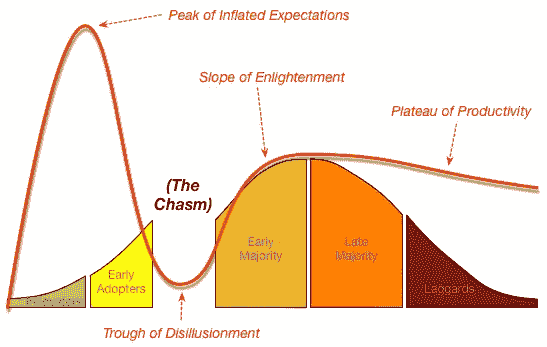 Peak of Inflated Expectations
Slope of Enlightenment
Plateau of Productivity
(The
Chasm)
Early
Adopters
Early
Majority
Late
Majority
Laggards
Trough of Disillusionment